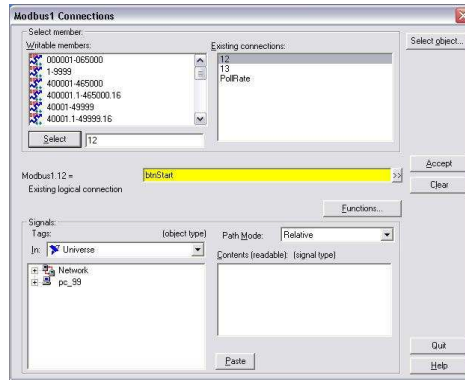 Modbus1 Connections
Select member:
Writable members:
000001-065000
1-9999
400001-465000
400001.1-465000.16
40001-49999
40001.1-49999.16
Select
12
Existing connections:
12
13
PollRate
Select object...
Modbus1.12 =
btnStart
>>
Existing logical connection
Accept
Clear
Functions...
Signals:
Tags:
(object type)
In:
Universe
Network
pc_99
Path Mode:
Relative
Contents (readable): (signal type)
Paste
Quit
Help